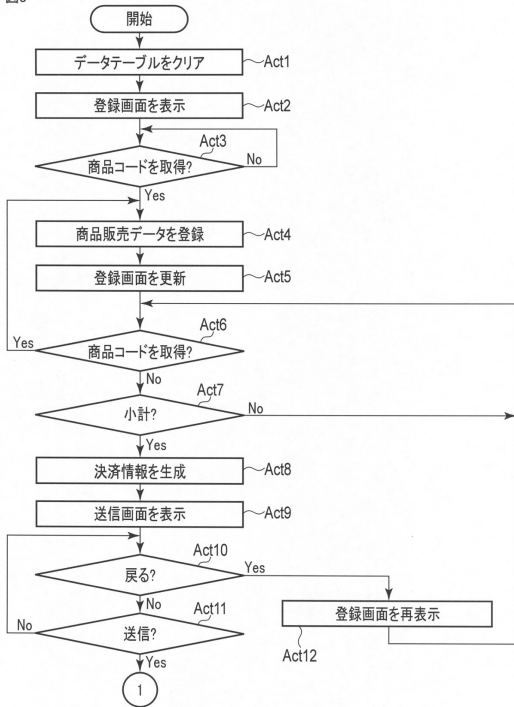 開始
データテーブルをクリア
Act1
登録画面を表示
Act2
Act3
商品コードを取得?
No
Yes
商品販売データを登録
Act4
登録画面を更新
Act5
Act6
Yes
商品コードを取得?
No
Act7
小計?
No
Yes
決済情報を生成
Act8
送信画面を表示
Act9
Act10
戻る?
Yes
No
Act11
No
送信?
登録画面を再表示
Act12
Yes
1